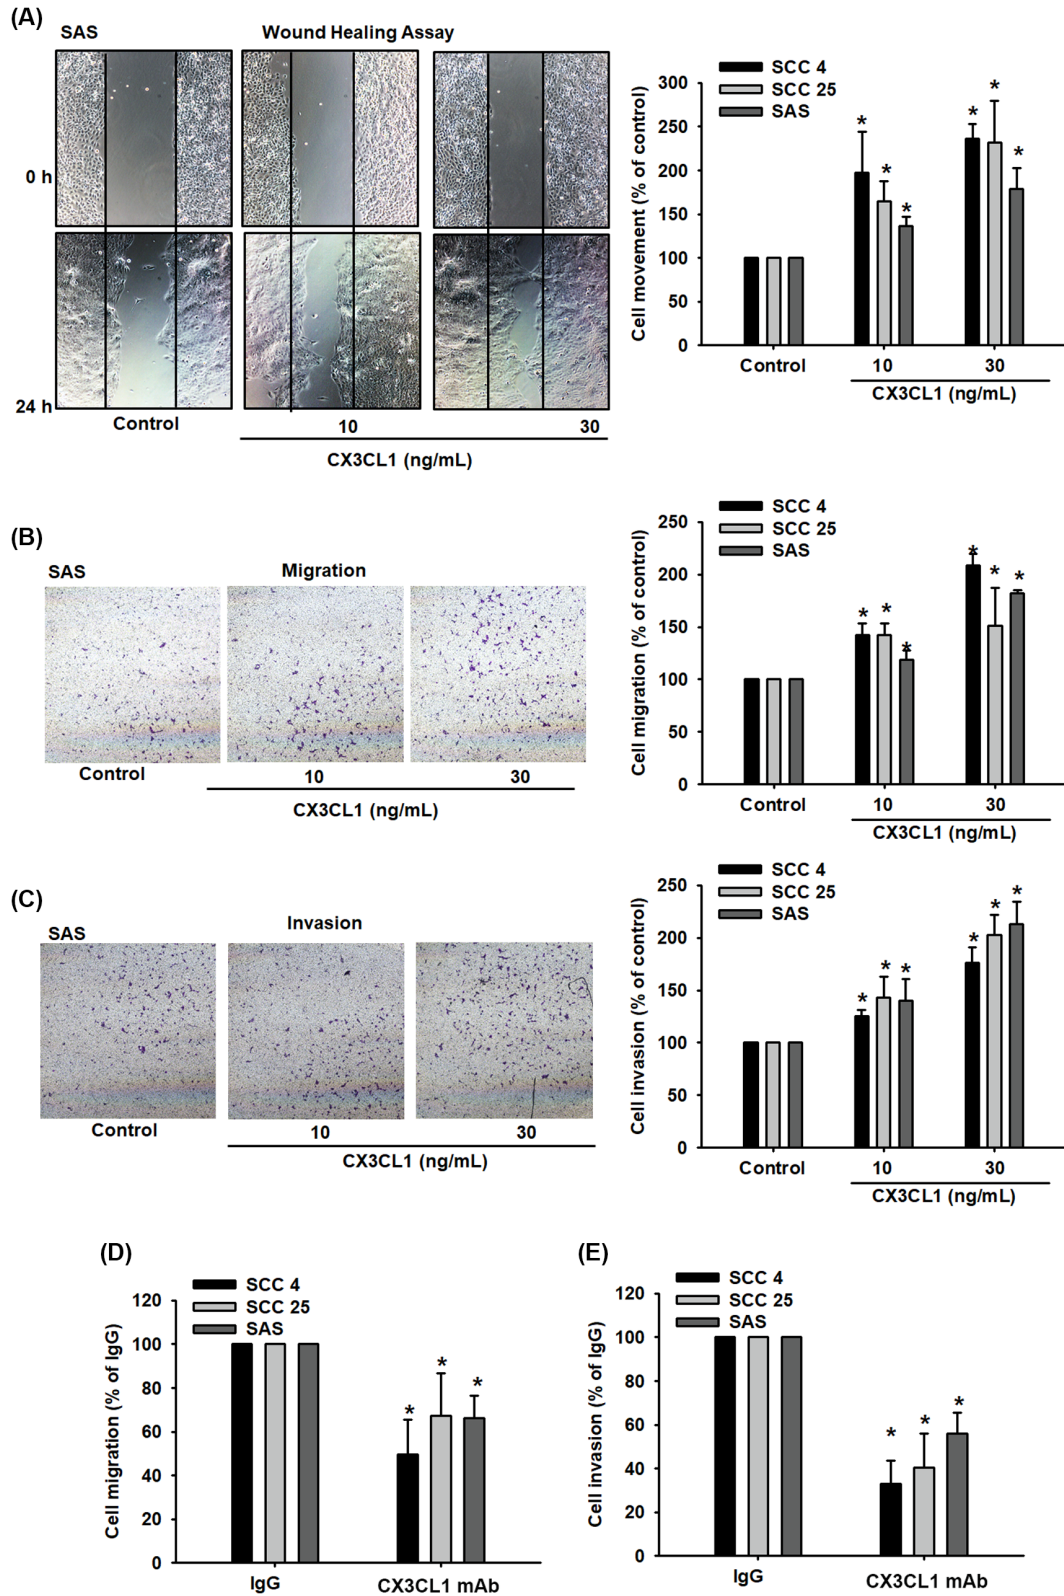 (A)
SAS
Wound Healing Assay
0 h
24 h
Control
10
30
CX3CL1 (ng/mL)
SCC 4
SCC 25
SAS
Cell movement (% of control)
300
250
200
150
100
50
0
* * *
* * *
Control
10
30
CX3CL1 (ng/mL)
(B)
SAS
Migration
Control
10
30
CX3CL1 (ng/mL)
SCC 4
SCC 25
SAS
Cell migration (% of control)
250
200
150
100
50
0
* * *
* * *
Control
10
30
CX3CL1 (ng/mL)
(C)
SAS
Invasion
Control
10
30
CX3CL1 (ng/mL)
SCC 4
SCC 25
SAS
Cell invasion (% of control)
250
200
150
100
50
0
* * *
* * *
Control
10
30
CX3CL1 (ng/mL)
(D)
SCC 4
SCC 25
SAS
Cell migration (% of IgG)
120
100
80
60
40
20
0
* * *
IgG
CX3CL1 mAb
(E)
SCC 4
SCC 25
SAS
Cell invasion (% of IgG)
120
100
80
60
40
20
0
* * *
IgG
CX3CL1 mAb